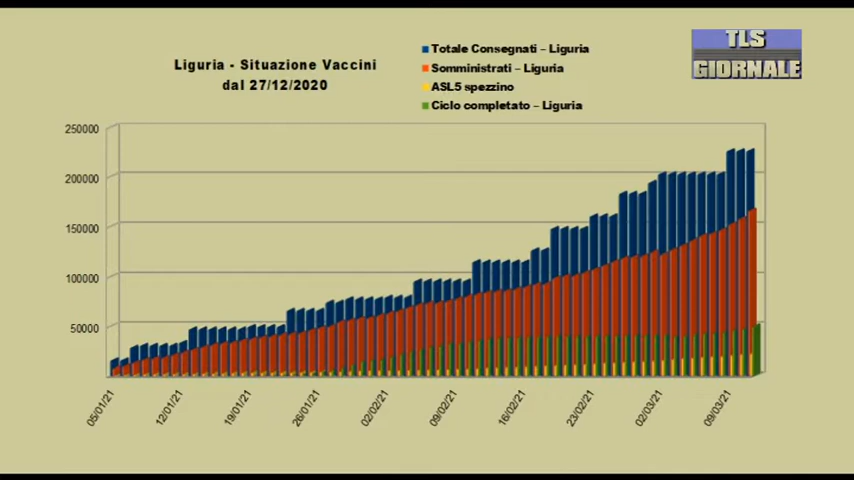 TLS
GIORNALE
Liguria - Situazione Vaccini
dal 27/12/2020
Totale Consegnati – Liguria
Somministrati – Liguria
ASL5 spezzino
Ciclo completato – Liguria
250000
200000
150000
100000
50000
05/01/21
12/01/21
19/01/21
26/01/21
02/02/21
09/02/21
16/02/21
23/02/21
02/03/21
09/03/21